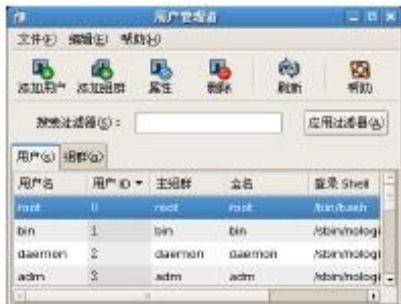 用户管理者
文件(F) 编辑(E) 帮助(H)
添加用户 添加组群 属性 删除 刷新 帮助
搜索过滤器(S)： 应用过滤器(A)
用户(S) 组群(O)
用户名 用户 ID 主组群 全名 登录 Shell
root 0 root root /bin/bash
bin 1 bin bin /sbin/nologi
daemon 2 daemon daemon /sbin/nologi
adm 3 adm adm /sbin/nologi